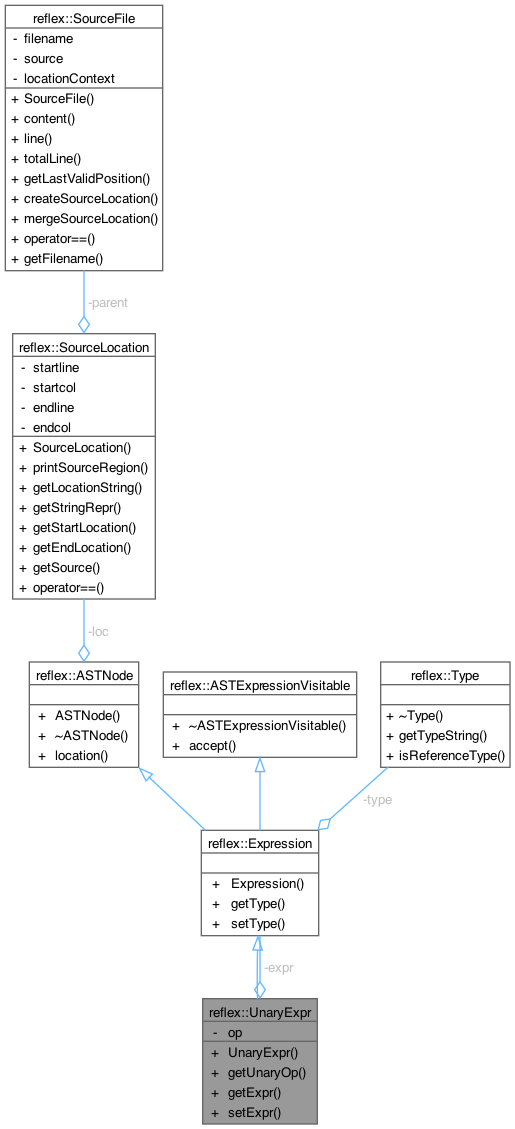 reflex::SourceFile
- filename
- source
- locationContext
+ SourceFile()
+ content()
+ line()
+ totalLine()
+ getLastValidPosition()
+ createSourceLocation()
+ mergeSourceLocation()
+ operator==()
+ getFilename()
-parent
reflex::SourceLocation
- startline
- startcol
- endline
- endcol
+ SourceLocation()
+ printSourceRegion()
+ getLocationString()
+ getStringRepr()
+ getStartLocation()
+ getEndLocation()
+ getSource()
+ operator==()
-loc
reflex::ASTNode
+ ASTNode()
+ ~ASTNode()
+ location()
reflex::ASTExpressionVisitable
+ ~ASTExpressionVisitable()
+ accept()
reflex::Type
+ ~Type()
+ getTypeString()
+ isReferenceType()
-type
reflex::Expression
+ Expression()
+ getType()
+ setType()
-expr
reflex::UnaryExpr
- op
+ UnaryExpr()
+ getUnaryOp()
+ getExpr()
+ setExpr()